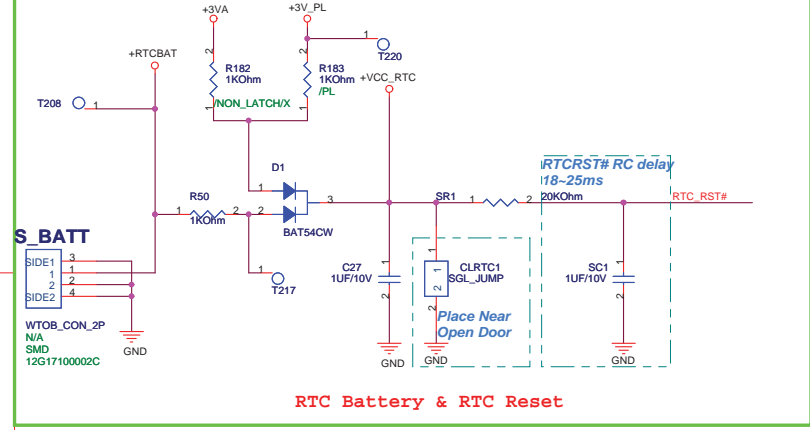 +3VA
+3V_PL
+RTCBAT
2
R182
1KOhm
/NON_LATCH/X
1
2
R183
1KOhm
/PL
1
1
T220
+VCC_RTC
T208
1
D1
1
2
3
BAT54CW
R50
1
2
1KOhm
1
T217
S_BATT
SIDE1
1
2
SIDE2
3
1
2
4
WTOB_CON_2P
N/A
SMD
12G17100002C
GND
C27
1UF/10V
1
2
GND
SR1
1
2
20KOhm
1
1
2
2
CLRTC1
SGL_JUMP
Place Near
Open Door
GND
RTCRST# RC delay
18~25ms
RTC_RST#
SC1
1UF/10V
1
2
GND
RTC Battery & RTC Reset